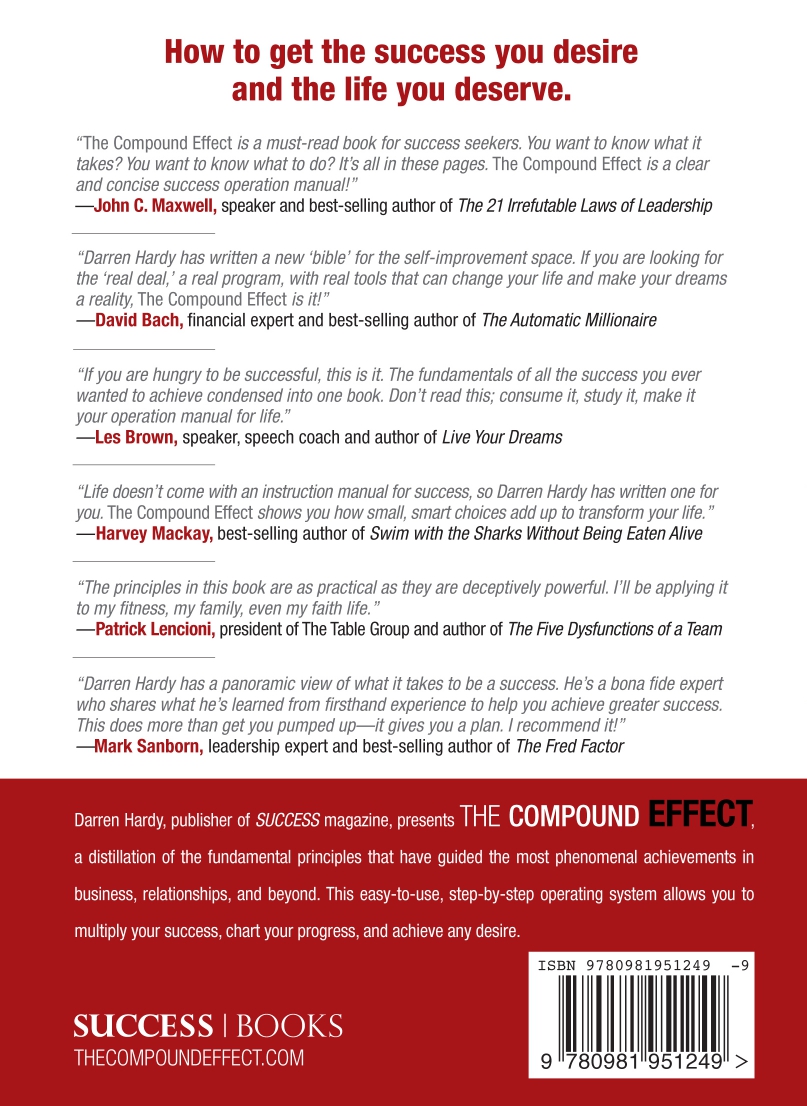 How to get the success you desire
and the life you deserve.
“The Compound Effect is a must-read book for success seekers. You want to know what it
takes? You want to know what to do? It’s all in these pages. The Compound Effect is a clear
and concise success operation manual!”
—John C. Maxwell, speaker and best-selling author of The 21 Irrefutable Laws of Leadership
“Darren Hardy has written a new ‘bible’ for the self-improvement space. If you are looking for
the ‘real deal,’ a real program, with real tools that can change your life and make your dreams
a reality, The Compound Effect is it!”
—David Bach, financial expert and best-selling author of The Automatic Millionaire
“If you are hungry to be successful, this is it. The fundamentals of all the success you ever
wanted to achieve condensed into one book. Don’t read this; consume it, study it, make it
your operation manual for life.”
—Les Brown, speaker, speech coach and author of Live Your Dreams
“Life doesn’t come with an instruction manual for success, so Darren Hardy has written one for
you. The Compound Effect shows you how small, smart choices add up to transform your life.”
—Harvey Mackay, best-selling author of Swim with the Sharks Without Being Eaten Alive
“The principles in this book are as practical as they are deceptively powerful. I’ll be applying it
to my fitness, my family, even my faith life.”
—Patrick Lencioni, president of The Table Group and author of The Five Dysfunctions of a Team
“Darren Hardy has a panoramic view of what it takes to be a success. He’s a bona fide expert
who shares what he’s learned from firsthand experience to help you achieve greater success.
This does more than get you pumped up—it gives you a plan. I recommend it!”
—Mark Sanborn, leadership expert and best-selling author of The Fred Factor
Darren Hardy, publisher of SUCCESS magazine, presents THE COMPOUND EFFECT,
a distillation of the fundamental principles that have guided the most phenomenal achievements in
business, relationships, and beyond. This easy-to-use, step-by-step operating system allows you to
multiply your success, chart your progress, and achieve any desire.
ISBN 9780981951249 -9
9 780981 951249 >
SUCCESS | BOOKS
THECOMPOUNDEFFECT.COM